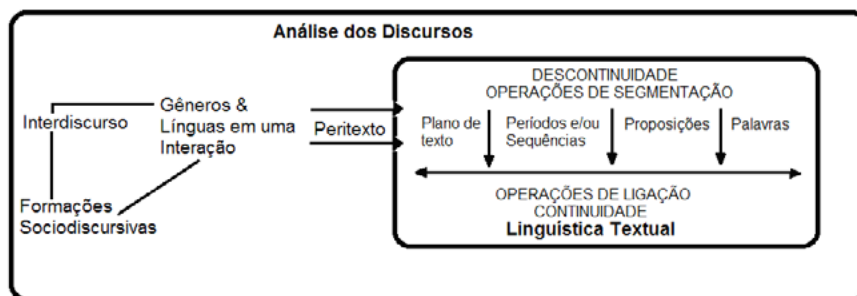 Análise dos Discursos
Interdiscurso
Gêneros &
Línguas em uma
Interação
Formações
Sociodiscursivas
Peritexto
DESCONTINUIDADE
OPERAÇÕES DE SEGMENTAÇÃO
Plano de
texto
Períodos e/ou
Sequências
Proposições
Palavras
OPERAÇÕES DE LIGAÇÃO
CONTINUIDADE
Linguística Textual